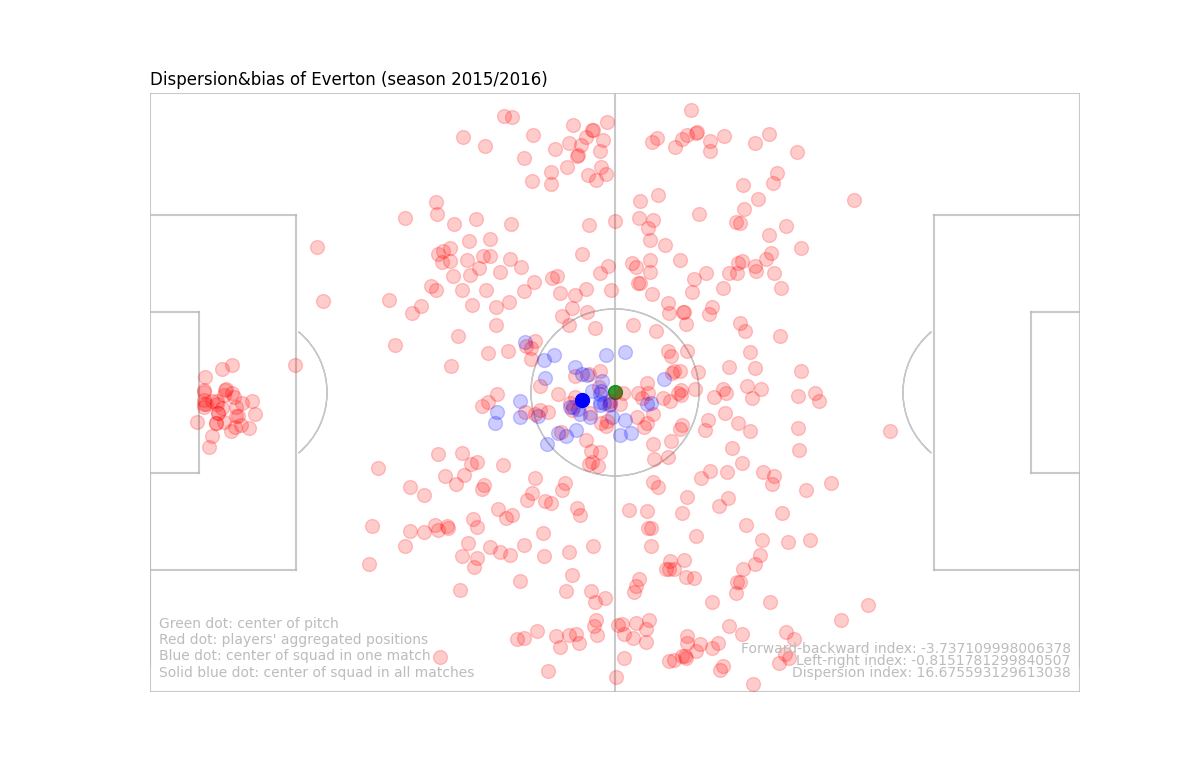 Dispersion&bias of Everton (season 2015/2016)
Green dot: center of pitch
Red dot: players' aggregated positions
Blue dot: center of squad in one match
Solid blue dot: center of squad in all matches
Forward-backward index: -3.737109998006378
Left-right index: -0.8151781299840507
Dispersion index: 16.675593129613038